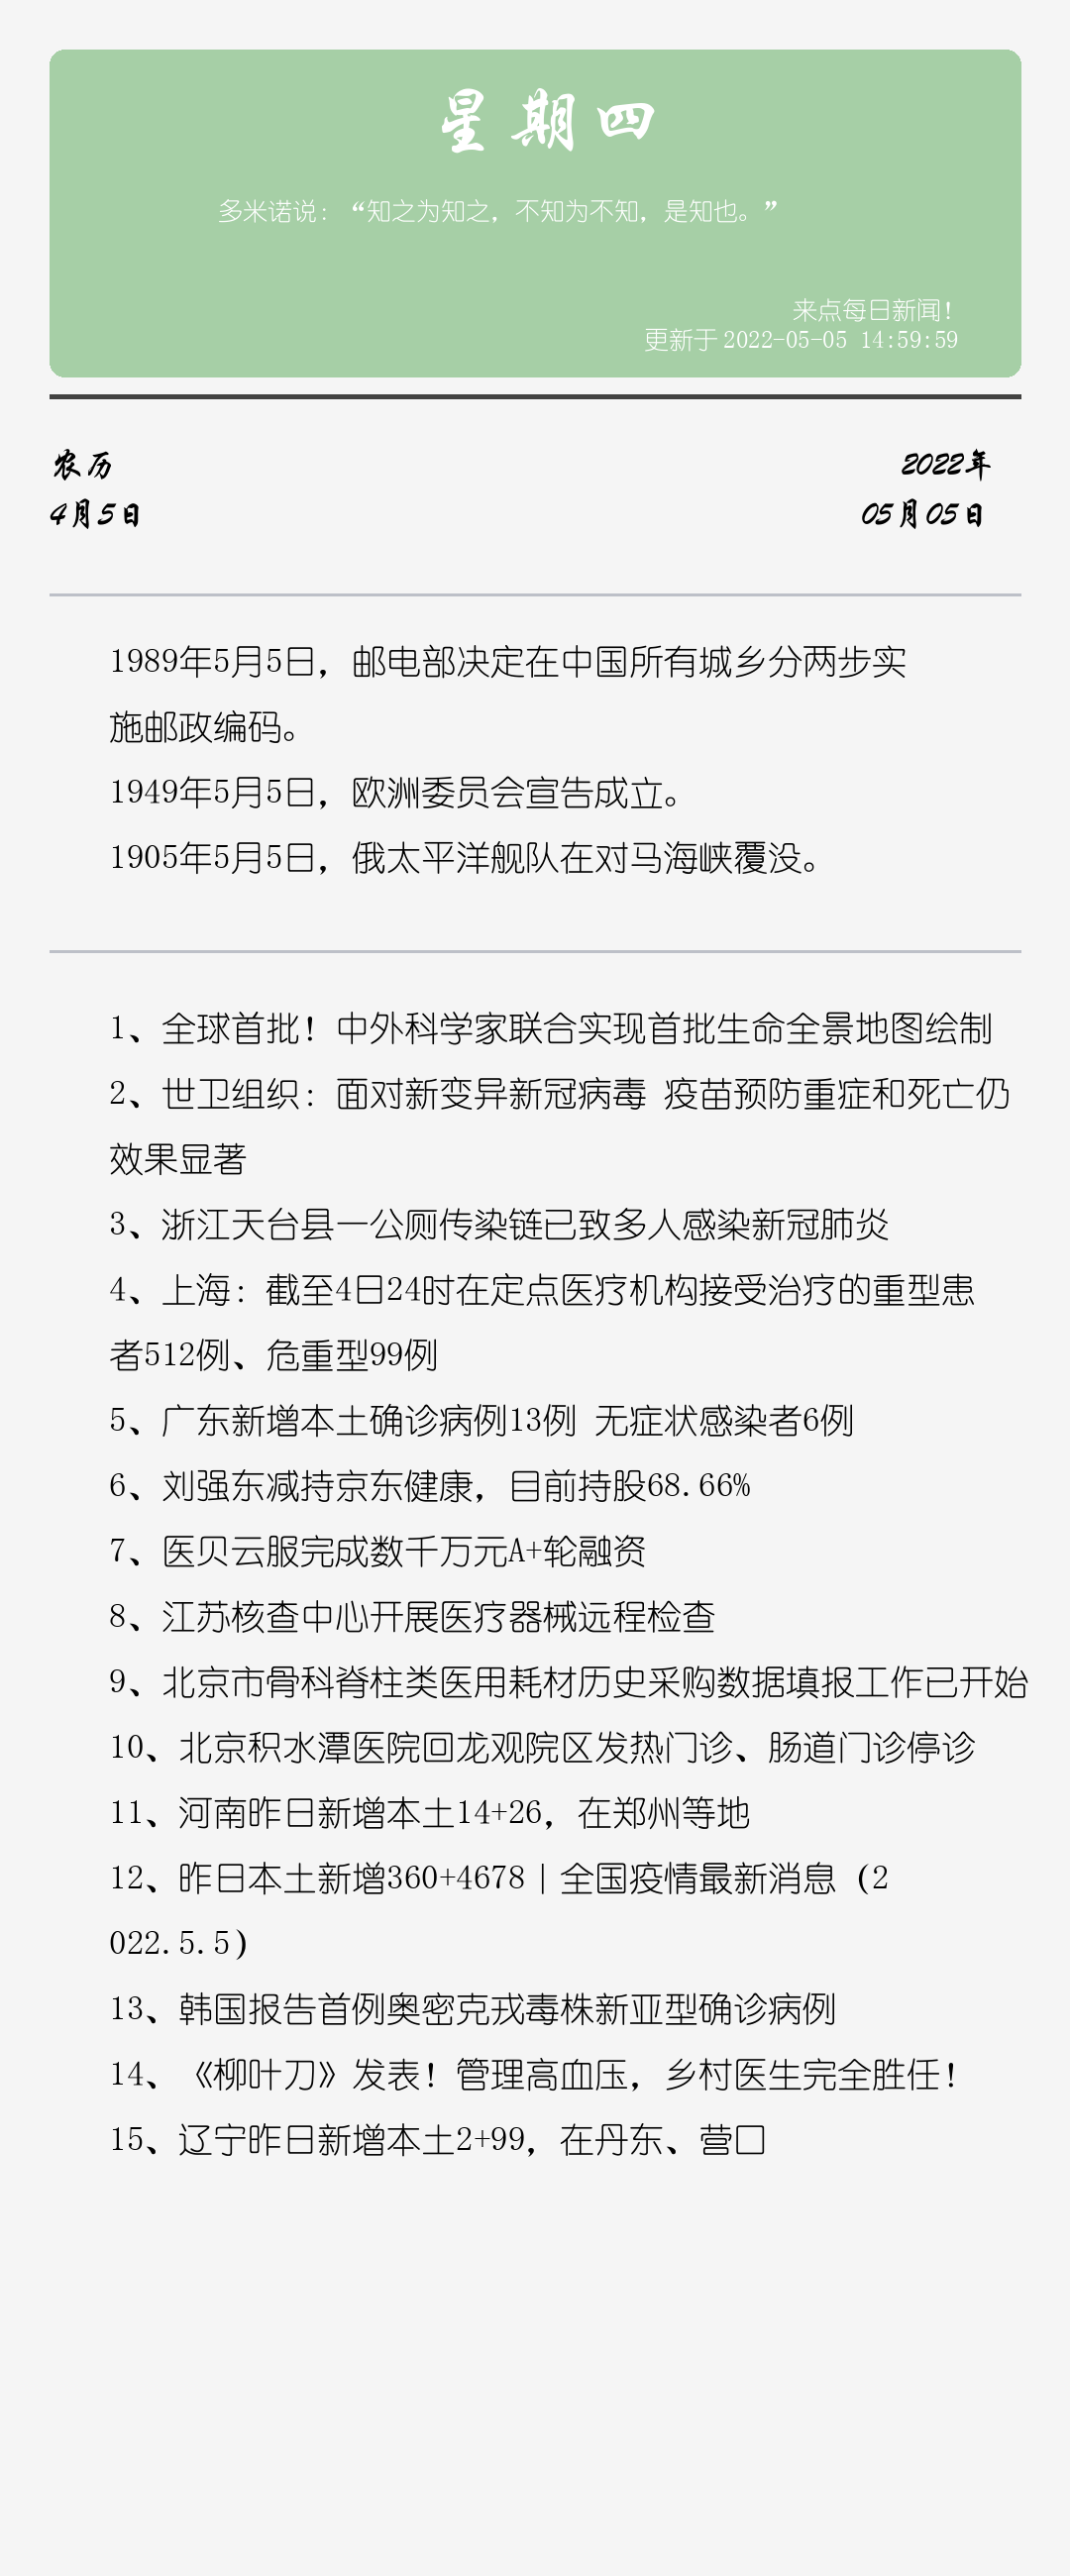 星期四
多米诺说：“知之为知之，不知为不知，是知也。”
来点每日新闻！
更新于2022-05-05 14:59:59
农历
2022年
4月5日
05月05日
1989年5月5日，邮电部决定在中国所有城乡分两步实
施邮政编码。
1949年5月5日，欧洲委员会宣告成立。
1905年5月5日，俄太平洋舰队在对马海峡覆没。
1、全球首批！中外科学家联合实现首批生命全景地图绘制
2、世卫组织：面对新变异新冠病毒 疫苗预防重症和死亡仍
效果显著
3、浙江天台县一公厕传染链已致多人感染新冠肺炎
4、上海：截至4日24时在定点医疗机构接受治疗的重型患
者512例、危重型99例
5、广东新增本土确诊病例13例 无症状感染者6例
6、刘强东减持京东健康，目前持股68.66%
7、医贝云服完成数千万元A+轮融资
8、江苏核查中心开展医疗器械远程检查
9、北京市骨科脊柱类医用耗材历史采购数据填报工作已开始
10、北京积水潭医院回龙观院区发热门诊、肠道门诊停诊
11、河南昨日新增本土14+26，在郑州等地
12、昨日本土新增360+4678｜全国疫情最新消息（2
022.5.5）
13、韩国报告首例奥密克戎毒株新亚型确诊病例
14、《柳叶刀》发表！管理高血压，乡村医生完全胜任！
15、辽宁昨日新增本土2+99，在丹东、营口